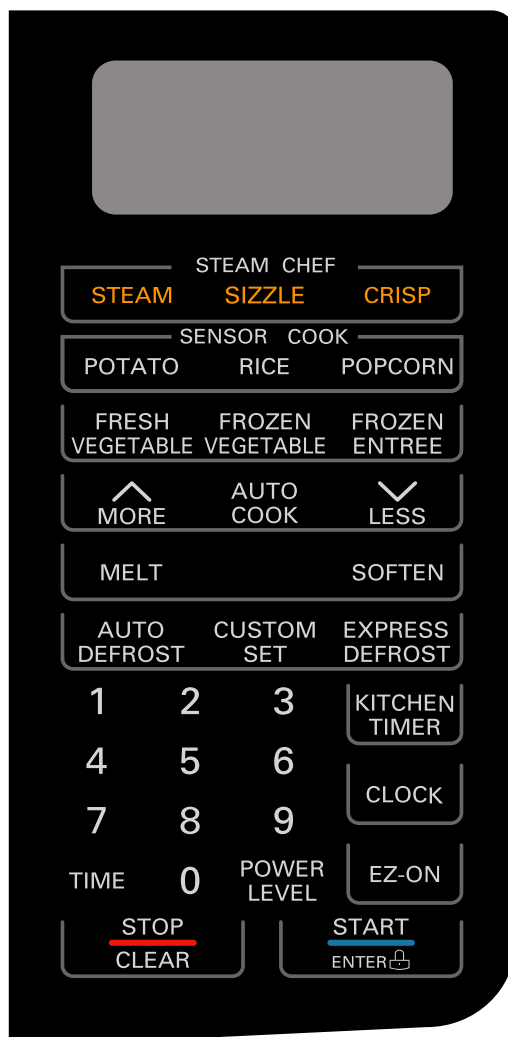 STEAM CHEF
STEAM SIZZLE CRISP
SENSOR COOK
POTATO RICE POPCORN
FRESH VEGETABLE FROZEN VEGETABLE FROZEN ENTREE
MORE AUTO COOK LESS
MELT SOFTEN
AUTO DEFROST CUSTOM SET EXPRESS DEFROST
1 2 3 KITCHEN TIMER
4 5 6
CLOCK
7 8 9
TIME 0 POWER LEVEL EZ-ON
STOP START
CLEAR ENTER